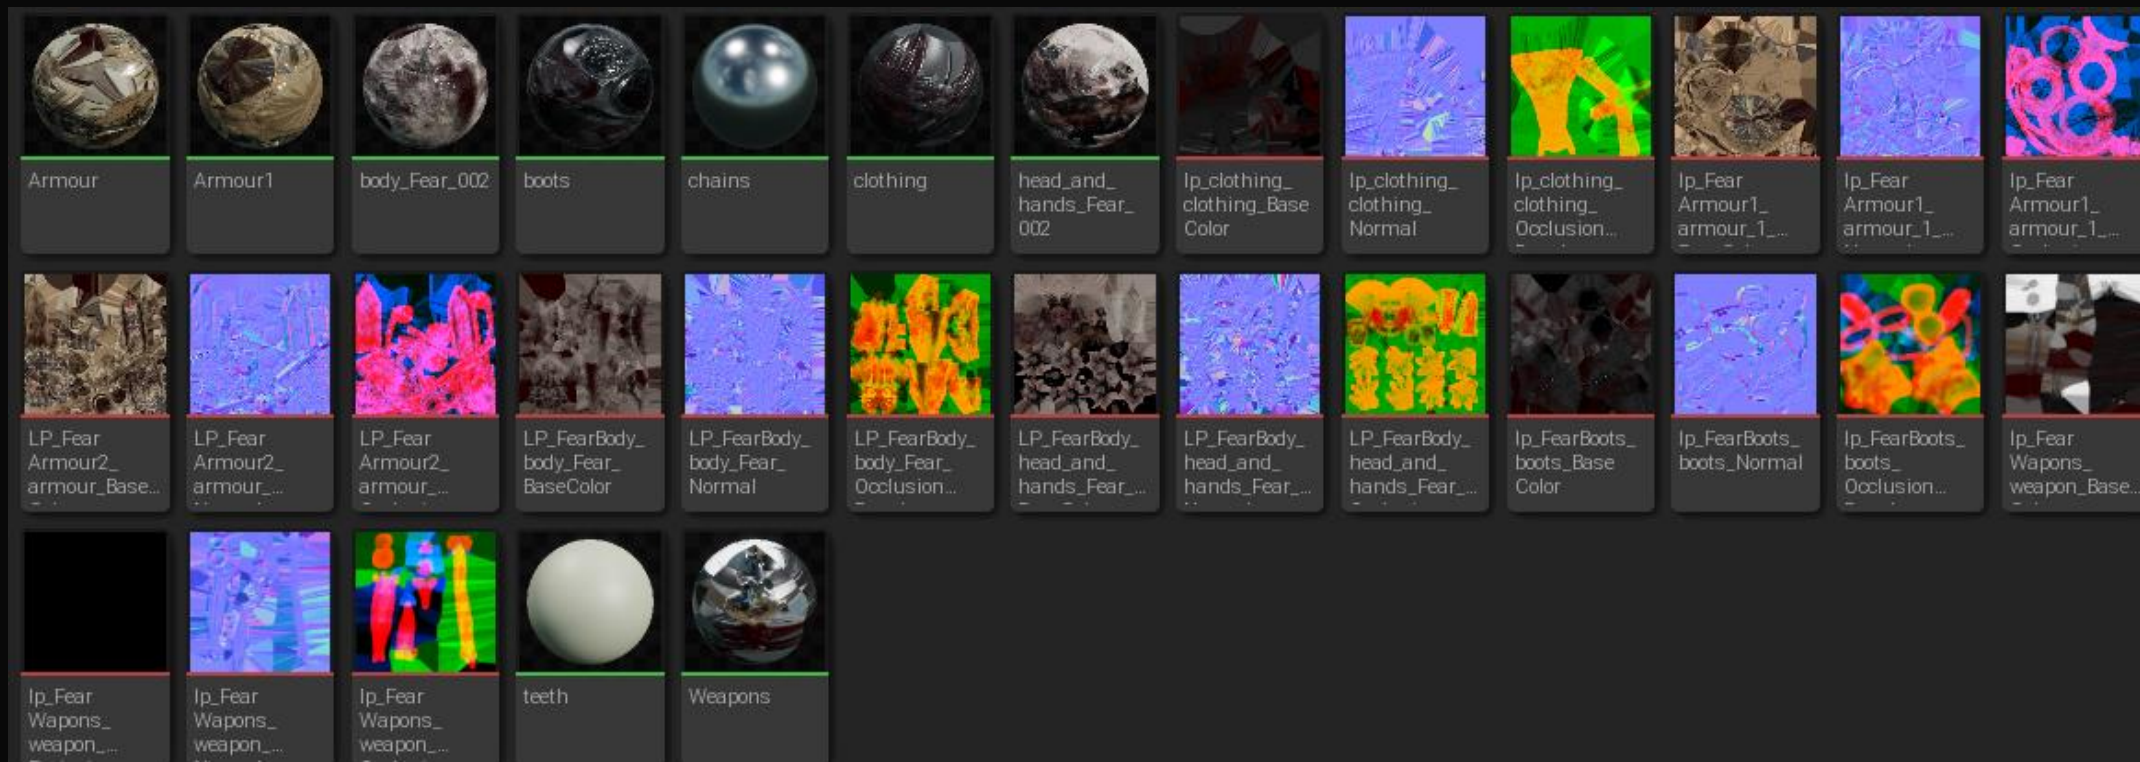 Armour
Armour1
body_Fear_002
boots
chains
clothing
head_and_
hands_Fear_
002
lp_clothing_
clothing_Base
Color
lp_clothing_
clothing_
Normal
lp_clothing_
clothing_
Occlusion...
lp_Fear
Armour1_
armour_1_...
lp_Fear
Armour1_
armour_1_...
lp_Fear
Armour1_
armour_1_...
LP_Fear
Armour2_
armour_Base...
LP_Fear
Armour2_
armour_...
LP_Fear
Armour2_
armour_...
LP_FearBody_
body_Fear_
BaseColor
LP_FearBody_
body_Fear_
Normal
LP_FearBody_
body_Fear_
Occlusion...
LP_FearBody_
head_and_
hands_Fear_...
LP_FearBody_
head_and_
hands_Fear_...
LP_FearBody_
head_and_
hands_Fear_...
lp_FearBoots_
boots_Base
Color
lp_FearBoots_
boots_Normal
lp_FearBoots_
boots_
Occlusion...
lp_Fear
Wapons_
weapon_Base...
lp_Fear
Wapons_
weapon_...
lp_Fear
Wapons_
weapon_...
lp_Fear
Wapons_
weapon_...
teeth
Weapons